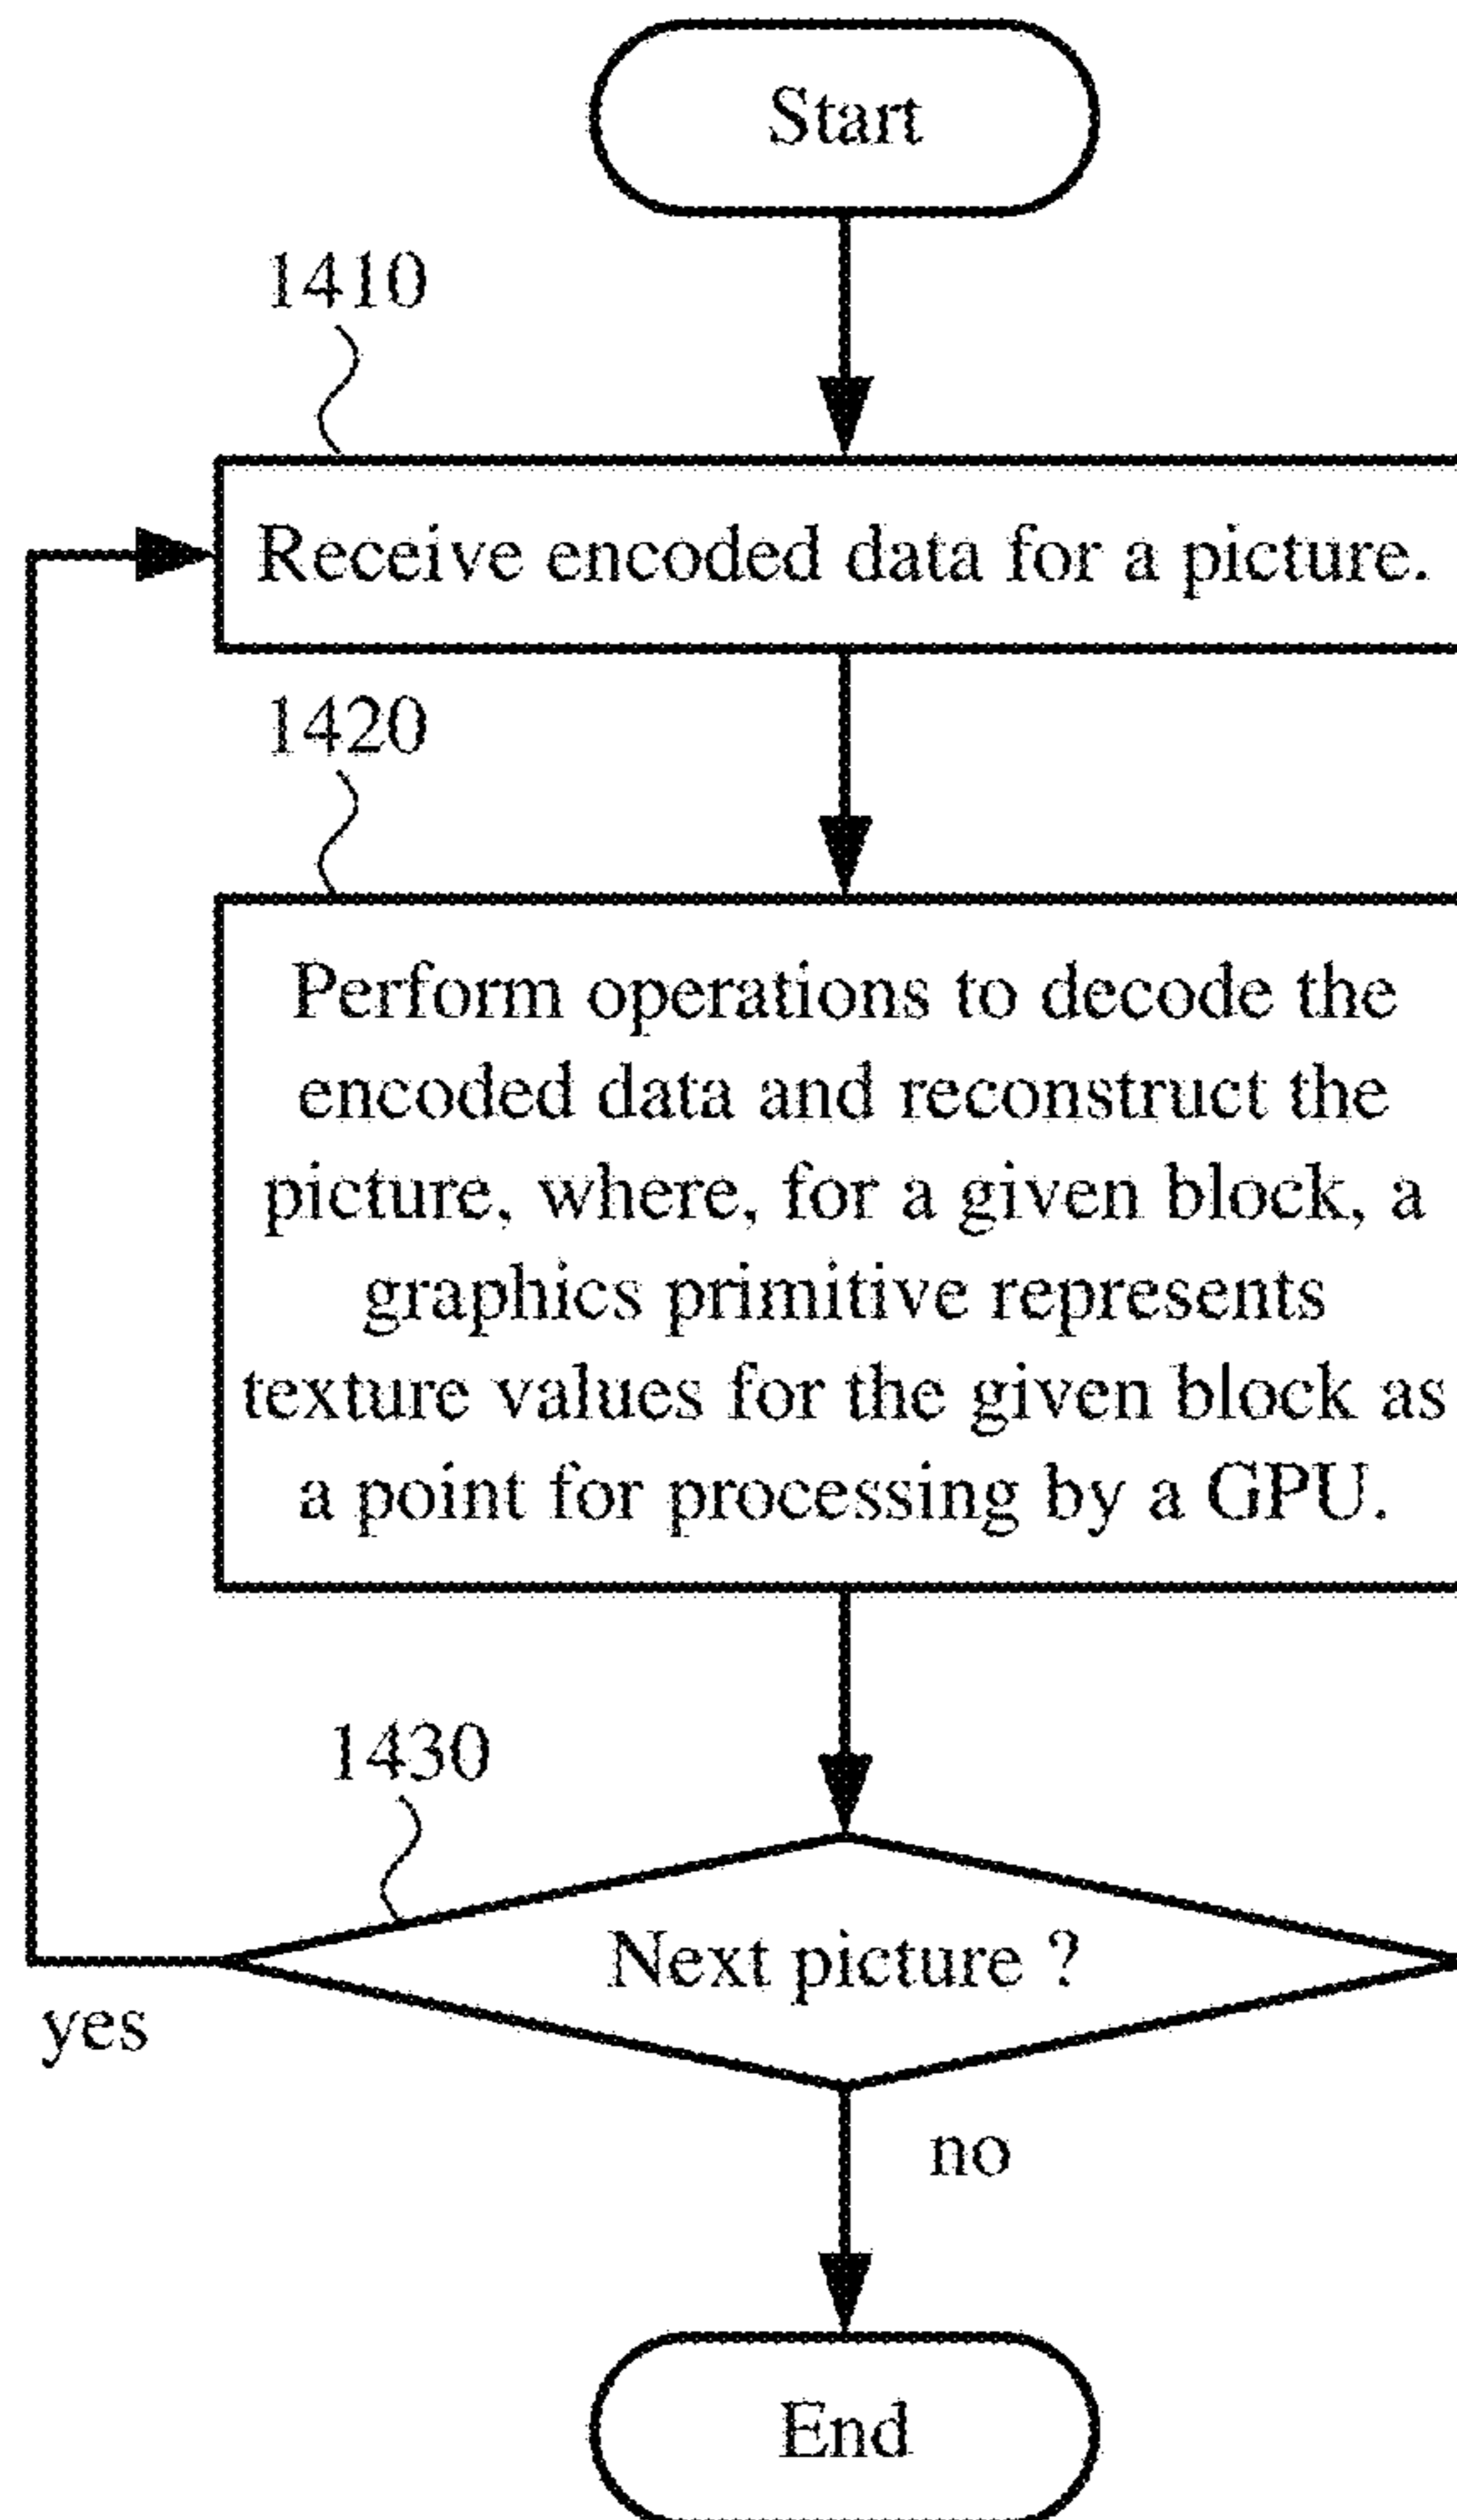 Start
1410
Receive encoded data for a picture.
1420
Perform operations to decode the
encoded data and reconstruct the
picture, where, for a given block, a
graphics primitive represents
texture values for the given block as
a point for processing by a GPU.
1430
Next picture ?
yes
no
End